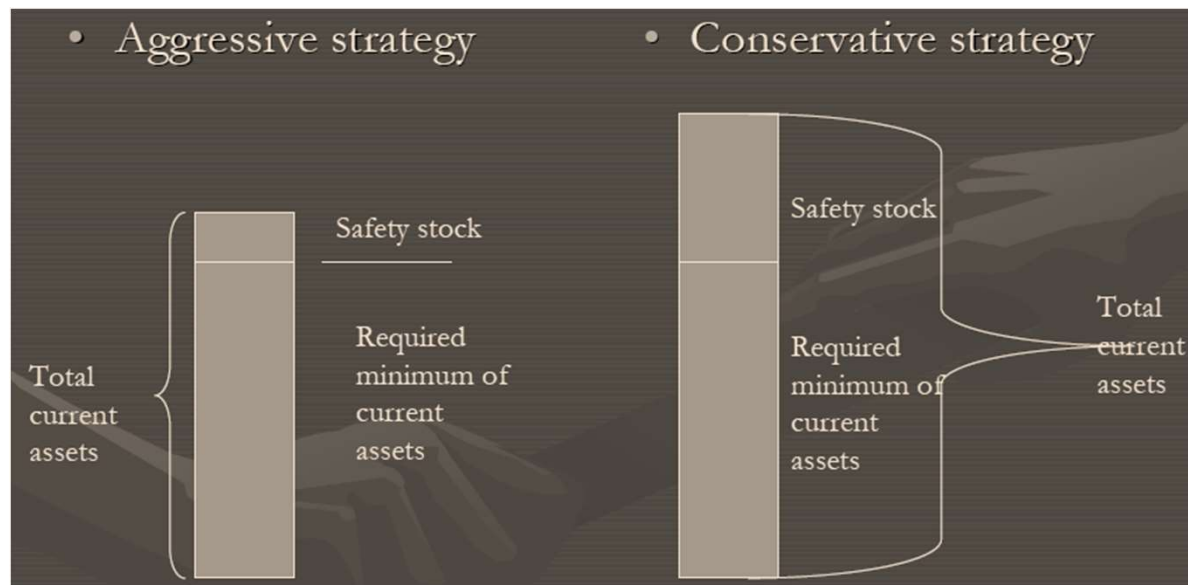 • Aggressive strategy
• Conservative strategy
Safety stock
Required
minimum of
current
assets
Total
current
assets
Safety stock
Required
minimum of
current
assets
Total
current
assets